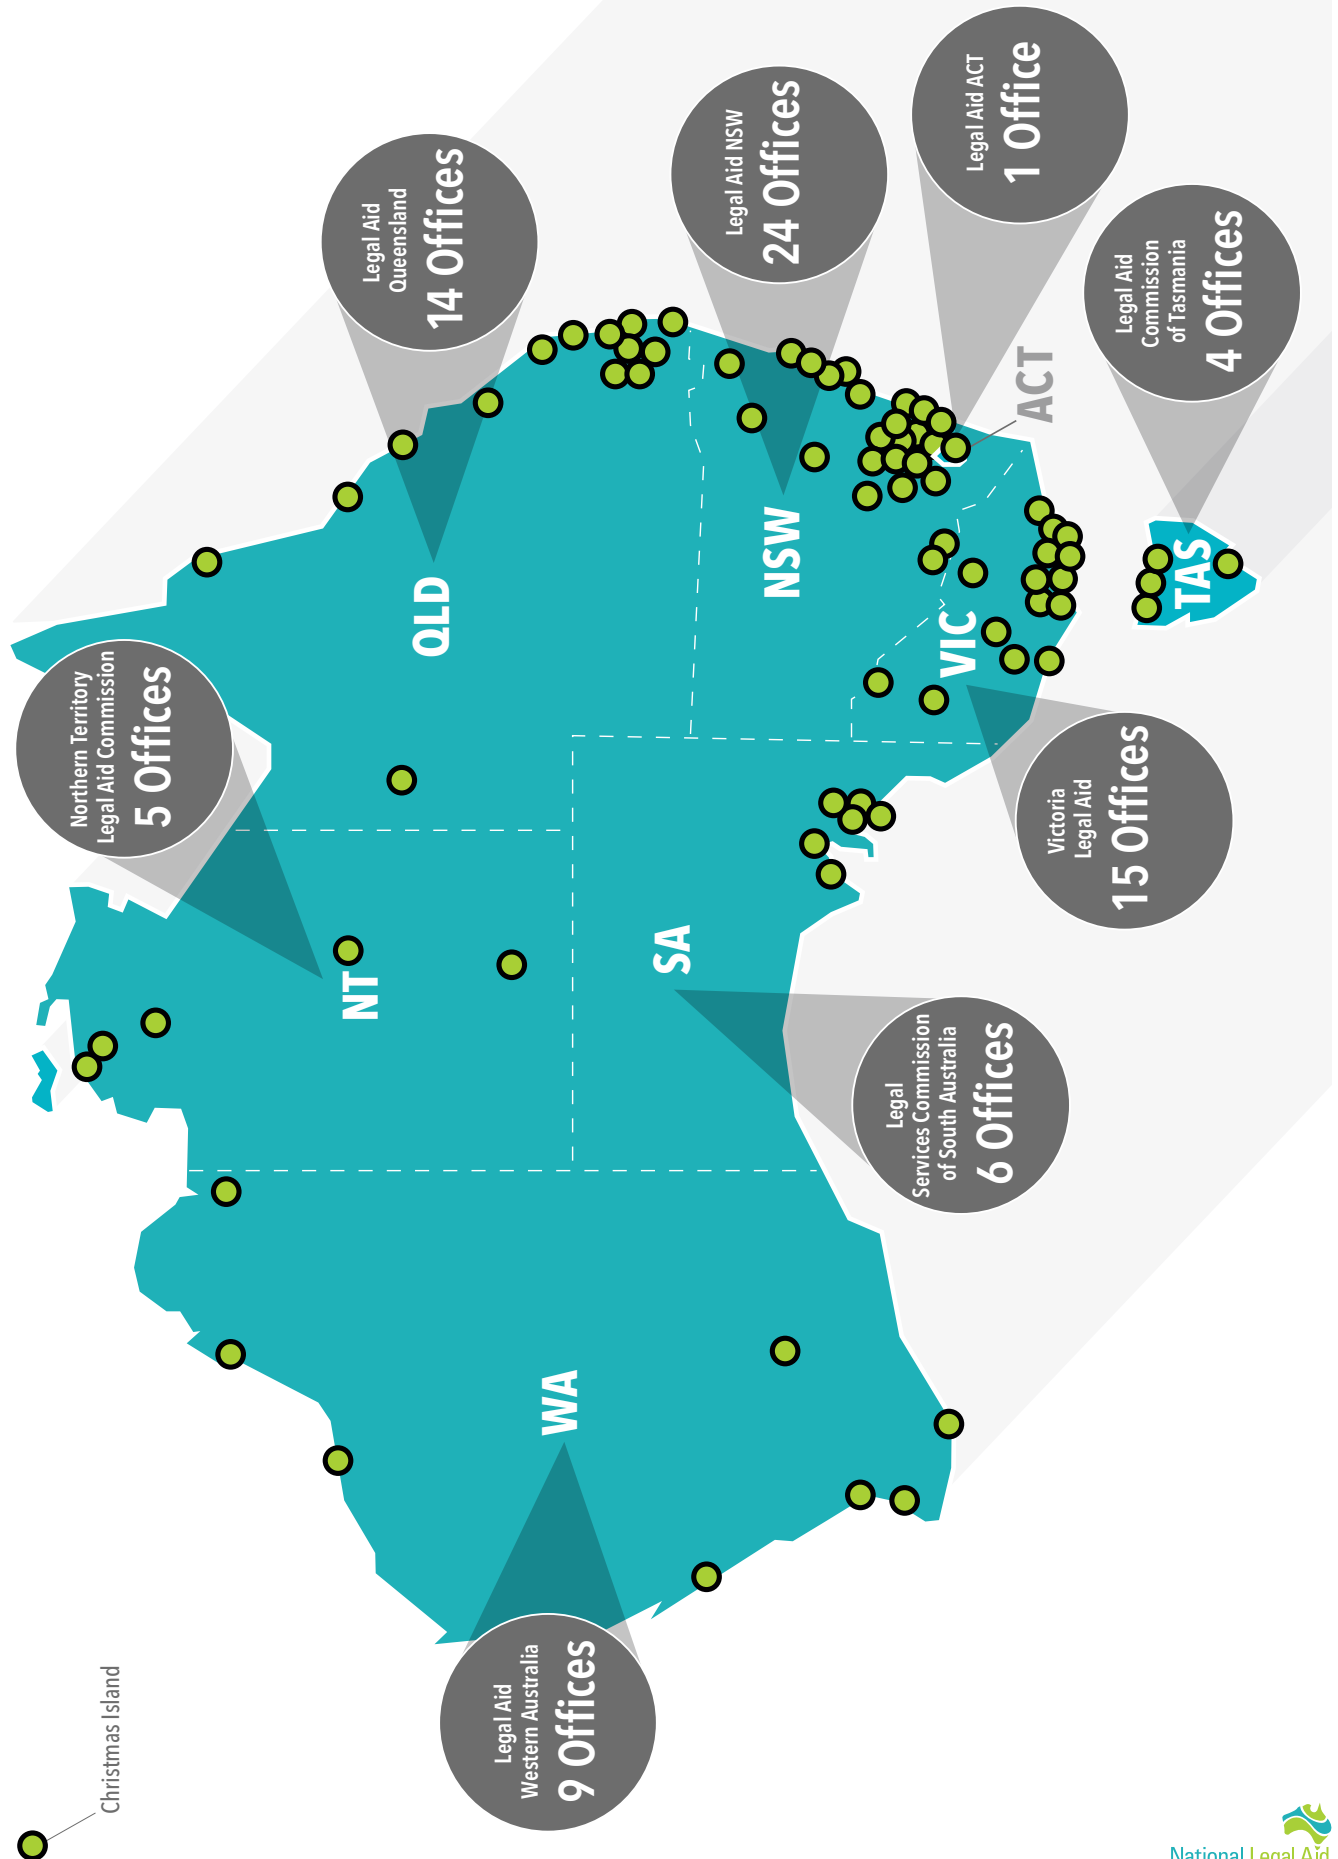 Christmas Island
Northern Territory
Legal Aid Commission
5 Offices
Legal Aid
Queensland
14 Offices
Legal Aid NSW
24 Offices
Legal Aid ACT
1 Office
Legal Aid
Commission
of Tasmania
4 Offices
Victoria
Legal Aid
15 Offices
Legal
Services Commission
of South Australia
6 Offices
Legal Aid
Western Australia
9 Offices
NT
QLD
WA
SA
NSW
VIC
ACT
TAS
National Legal Aid